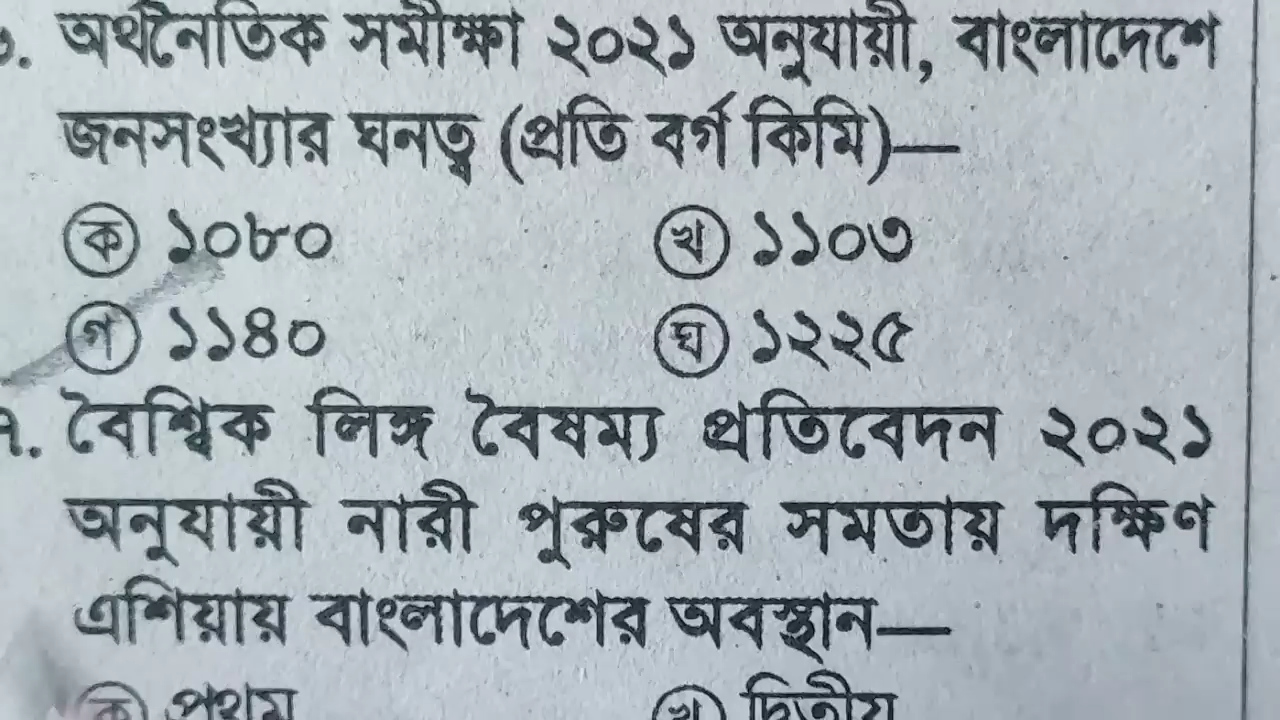 ৬. অর্থনৈতিক সমীক্ষা ২০২১ অনুযায়ী, বাংলাদেশে
জনসংখ্যার ঘনত্ব (প্রতি বর্গ কিমি)—
ক ১০৮০ খ ১১০৩
গ ১১৪০ ঘ ১২২৫
৭. বৈশ্বিক লিঙ্গ বৈষম্য প্রতিবেদন ২০২১
অনুযায়ী নারী পুরুষের সমতায় দক্ষিণ
এশিয়ায় বাংলাদেশের অবস্থান—
ক প্রথম খ দ্বিতীয়